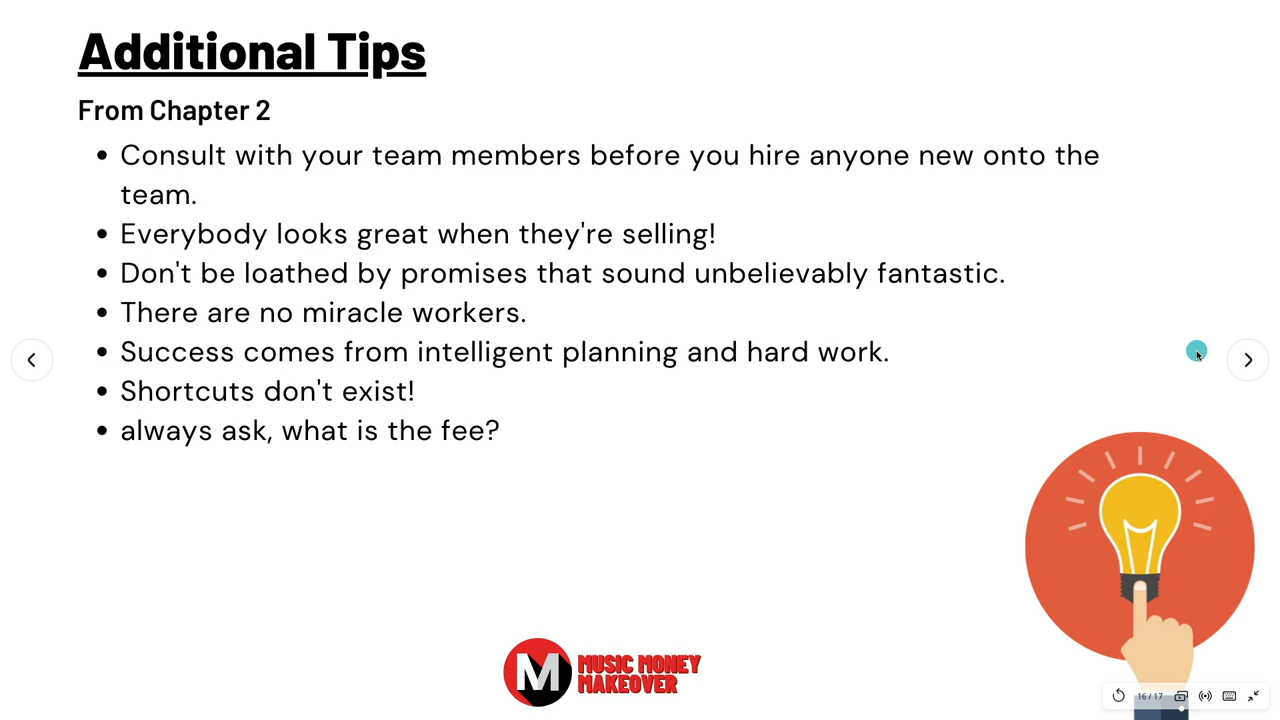 Additional Tips
From Chapter 2
• Consult with your team members before you hire anyone new onto the
team.
• Everybody looks great when they're selling!
• Don't be loathed by promises that sound unbelievably fantastic.
• There are no miracle workers.
• Success comes from intelligent planning and hard work.
• Shortcuts don't exist!
• always ask, what is the fee?
M MUSIC MONEY
MAKEOVER
16 / 17